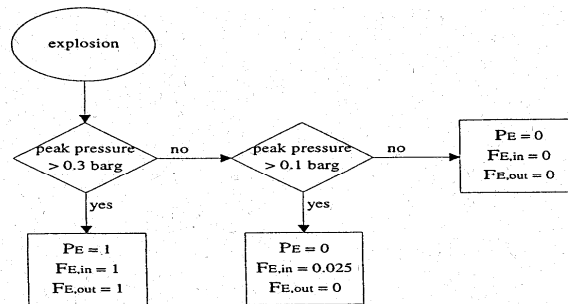 explosion
peak pressure
> 0.3 barg
no
peak pressure
> 0.1 barg
no
PE = 0
FE,in = 0
FE,out = 0
yes
yes
PE = 1
FE,in = 1
FE,out = 1
PE = 0
FE,in = 0.025
FE,out = 0